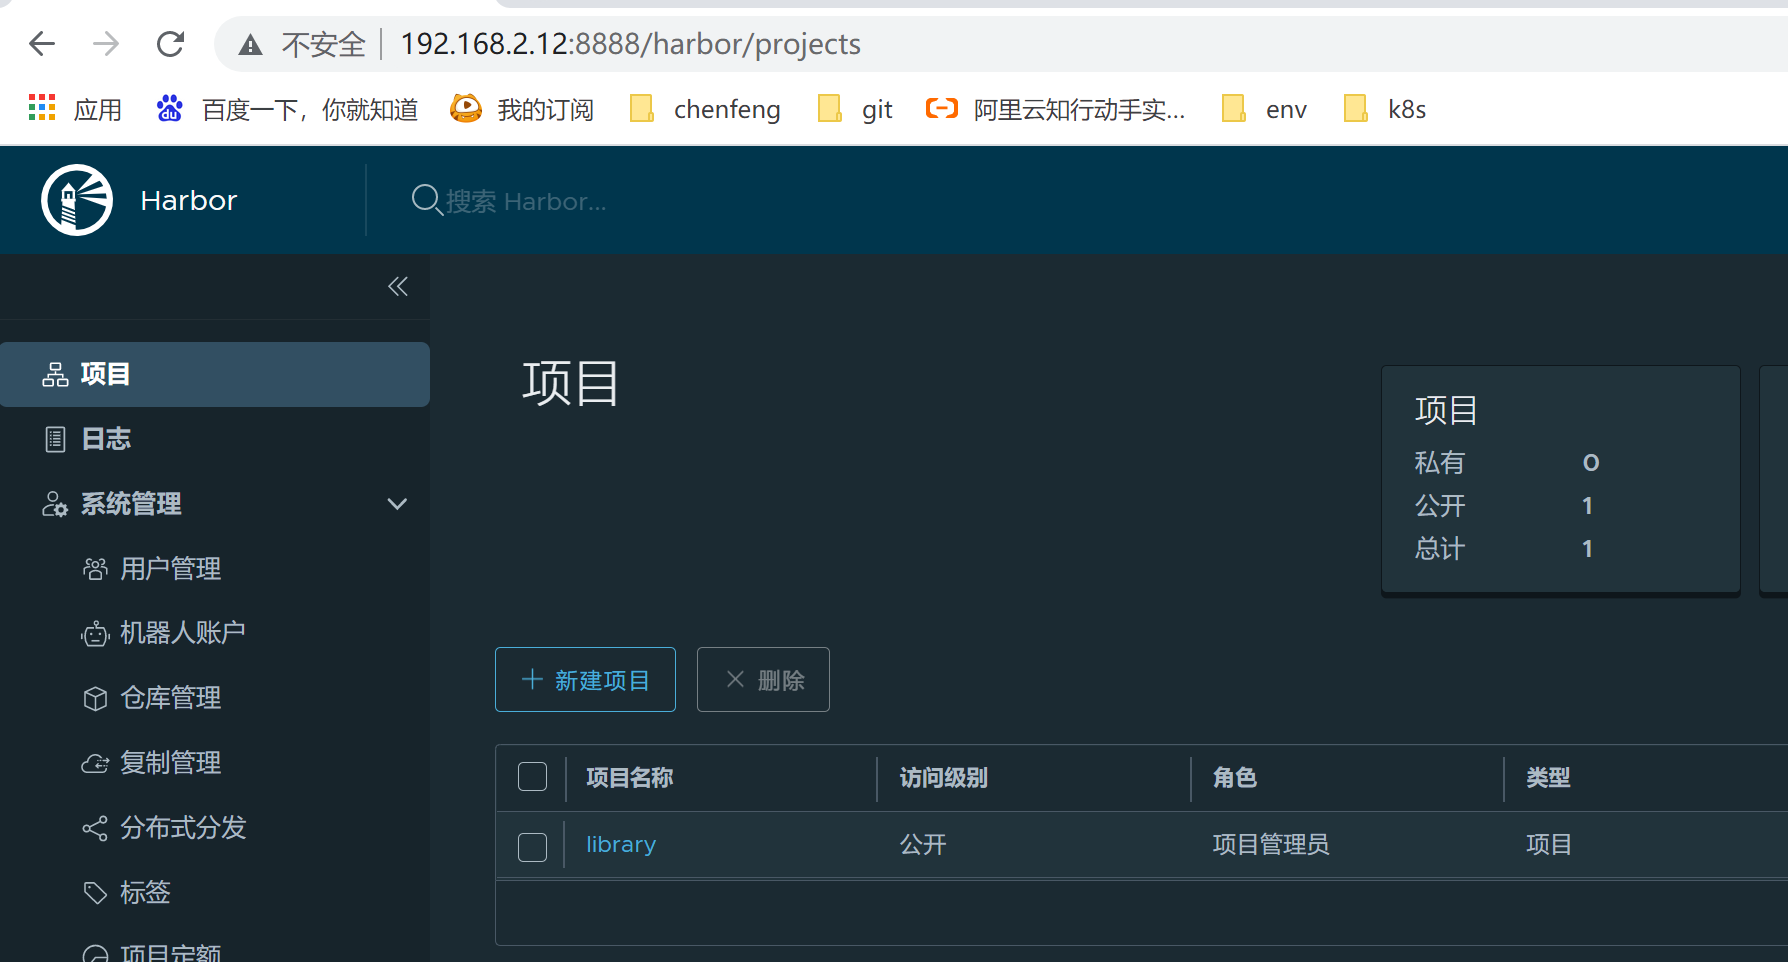 不安全 192.168.2.12:8888/harbor/projects
应用 百度一下，你就知道 我的订阅 chenfeng git 阿里云知行动手实... env k8s
Harbor 搜索 Harbor...
项目
日志
系统管理
用户管理
机器人账户
仓库管理
复制管理
分布式分发
标签
项目定额
项目
项目
私有 0
公开 1
总计 1
新建项目 删除
项目名称 访问级别 角色 类型
library 公开 项目管理员 项目